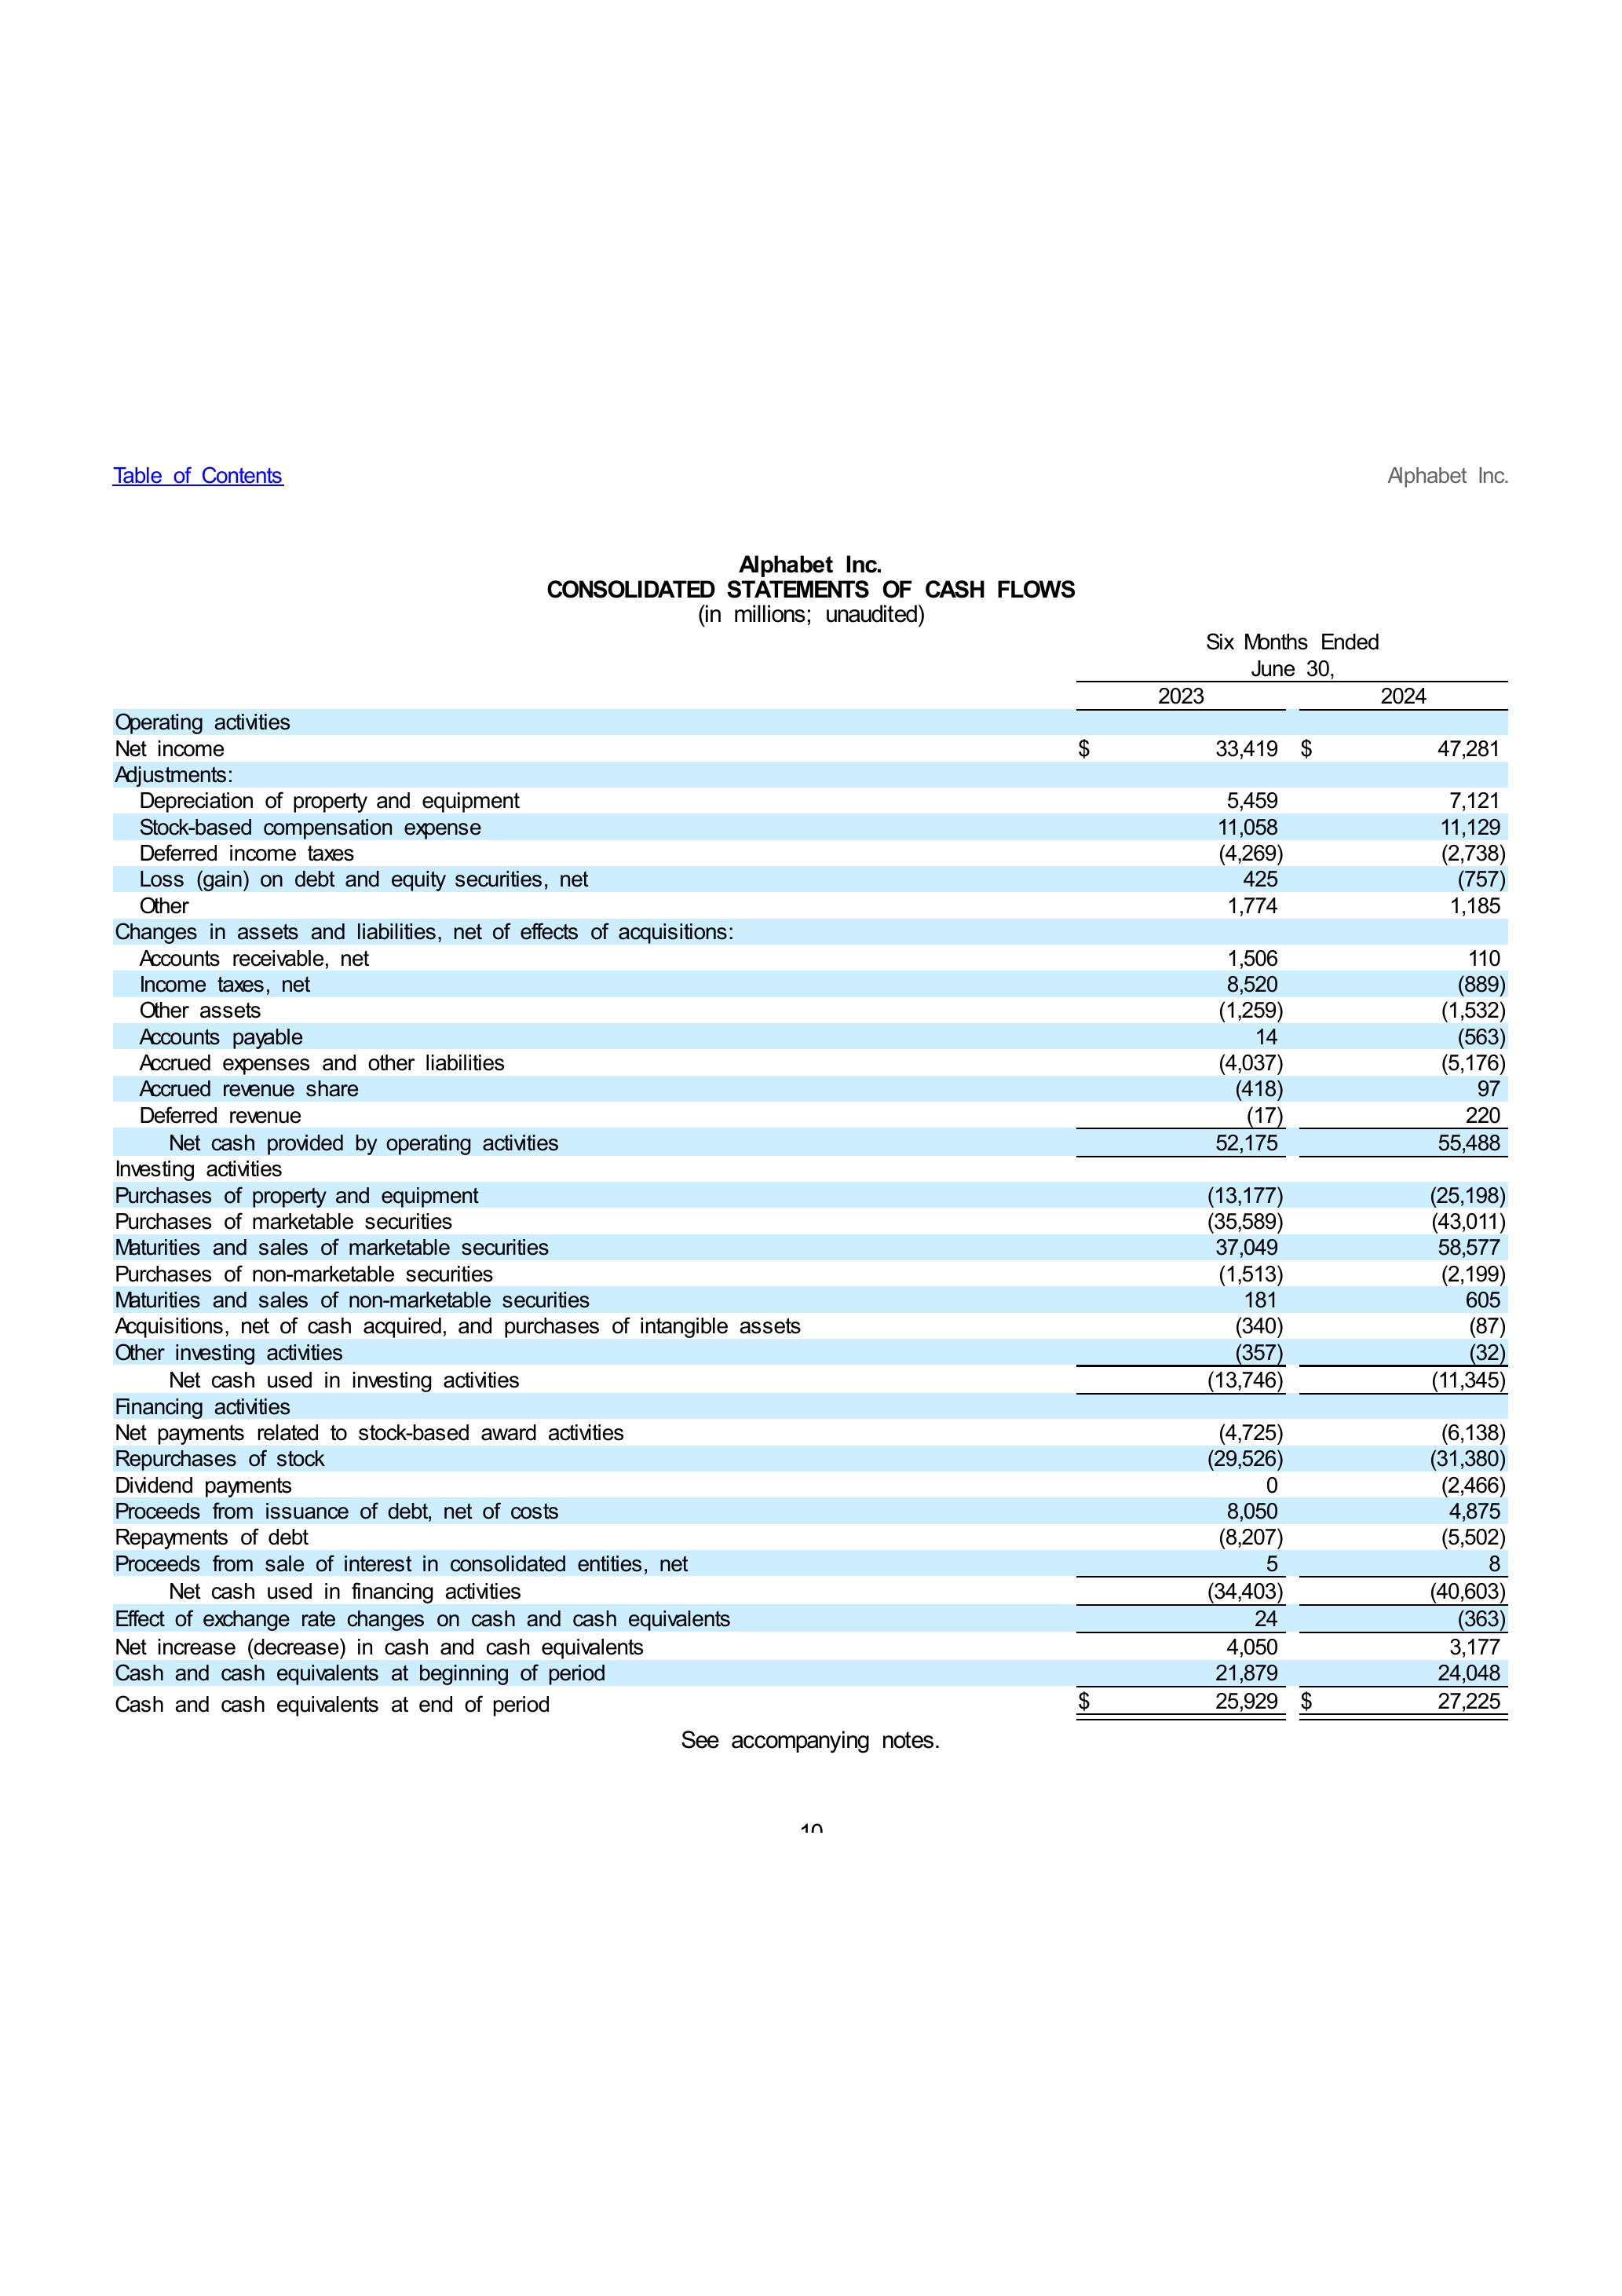 Table of Contents Alphabet Inc.
Alphabet Inc.
CONSOLIDATED STATEMENTS OF CASH FLOWS
(in millions; unaudited)
Six Months Ended
June 30,
2023 2024
Operating activities
Net income $ 33,419 $ 47,281
Adjustments:
Depreciation of property and equipment 5,459 7,121
Stock-based compensation expense 11,058 11,129
Deferred income taxes (4,269) (2,738)
Loss (gain) on debt and equity securities, net 425 (757)
Other 1,774 1,185
Changes in assets and liabilities, net of effects of acquisitions:
Accounts receivable, net 1,506 110
Income taxes, net 8,520 (889)
Other assets (1,259) (1,532)
Accounts payable 14 (563)
Accrued expenses and other liabilities (4,037) (5,176)
Accrued revenue share (418) 97
Deferred revenue (17) 220
Net cash provided by operating activities 52,175 55,488
Investing activities
Purchases of property and equipment (13,177) (25,198)
Purchases of marketable securities (35,589) (43,011)
Maturities and sales of marketable securities 37,049 58,577
Purchases of non-marketable securities (1,513) (2,199)
Maturities and sales of non-marketable securities 181 605
Acquisitions, net of cash acquired, and purchases of intangible assets (340) (87)
Other investing activities (357) (32)
Net cash used in investing activities (13,746) (11,345)
Financing activities
Net payments related to stock-based award activities (4,725) (6,138)
Repurchases of stock (29,526) (31,380)
Dividend payments 0 (2,466)
Proceeds from issuance of debt, net of costs 8,050 4,875
Repayments of debt (8,207) (5,502)
Proceeds from sale of interest in consolidated entities, net 5 8
Net cash used in financing activities (34,403) (40,603)
Effect of exchange rate changes on cash and cash equivalents 24 (363)
Net increase (decrease) in cash and cash equivalents 4,050 3,177
Cash and cash equivalents at beginning of period 21,879 24,048
Cash and cash equivalents at end of period $ 25,929 $ 27,225
See accompanying notes.
10